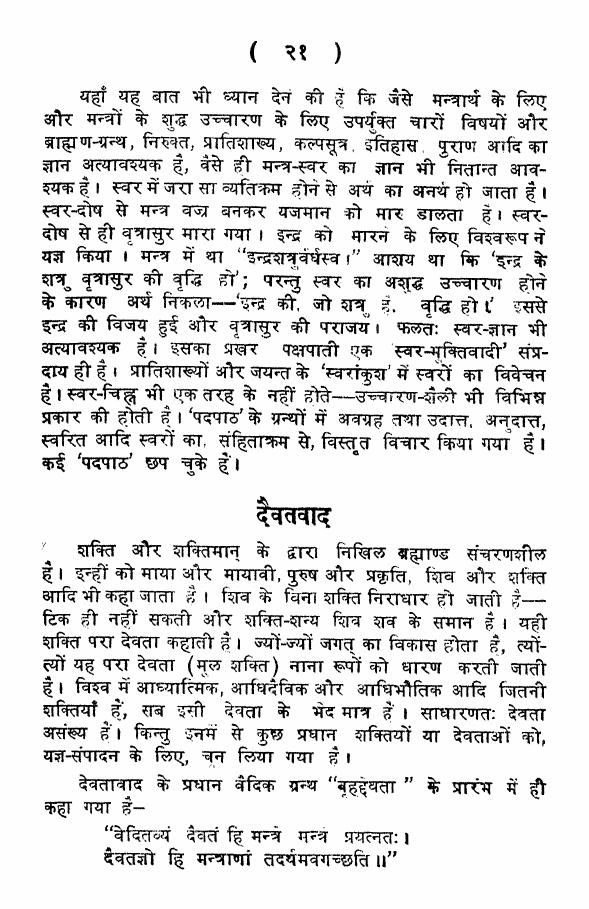 ( २१ )
यहाँ यह बात भी ध्यान देने की है कि जैसे मन्त्रार्थ के लिए
और मन्त्रों के शुद्ध उच्चारण के लिए उपर्युक्त चारों विषयों और
ब्राह्मण-ग्रन्थ, निरुक्त, प्रातिशाख्य, कल्पसूत्र, इतिहास, पुराण आदि का
ज्ञान अत्यावश्यक है, वैसे ही मन्त्र-स्वर का ज्ञान भी नितान्त आव-
श्यक है। स्वर में जरा सा व्यतिक्रम होने से अर्थ का अनर्थ हो जाता है।
स्वर-दोष से मन्त्र वज्र बनकर यजमान को मार डालता है। स्वर-
दोष से ही वृत्रासुर मारा गया। इन्द्र को मारने के लिए विश्वरूप ने
यज्ञ किया। मन्त्र में था "इन्द्रशत्रुर्वर्धस्व।" आशय था कि 'इन्द्र के
शत्रु वृत्रासुर की वृद्धि हो'; परन्तु स्वर का अशुद्ध उच्चारण होने
के कारण अर्थ निकला—'इन्द्र की, जो शत्रु है, वृद्धि हो।' इससे
इन्द्र की विजय हुई और वृत्रासुर की पराजय। फलतः स्वर-ज्ञान भी
अत्यावश्यक है। इसका प्रखर पक्षपाती एक 'स्वर-मुक्तिवादी' संप्र-
दाय ही है। प्रातिशाख्यों और जयन्त के 'स्वरांकुश' में स्वरों का विवेचन
है। स्वर-चिह्न भी एक तरह के नहीं होते—उच्चारण-शैली भी विभिन्न
प्रकार की होती है। 'पदपाठ' के ग्रन्थों में अवग्रह तथा उदात्त, अनुदात्त,
स्वरित आदि स्वरों का, संहिताक्रम से, विस्तृत विचार किया गया है।
कई 'पदपाठ' छप चुके हैं।
दैवतवाद
शक्ति और शक्तिमान् के द्वारा निखिल ब्रह्माण्ड संचरणशील
है। इन्हीं को माया और मायावी, पुरुष और प्रकृति, शिव और शक्ति
आदि भी कहा जाता है। शिव के विना शक्ति निराधार हो जाती है—
टिक ही नहीं सकती और शक्ति-शून्य शिव शव के समान है। यही
शक्ति परा देवता कहाती है। ज्यों-ज्यों जगत् का विकास होता है, त्यों-
त्यों यह परा देवता (मूल शक्ति) नाना रूपों को धारण करती जाती
है। विश्व में आध्यात्मिक, आधिदैविक और आधिभौतिक आदि जितनी
शक्तियाँ हैं, सब इसी देवता के भेद मात्र हैं। साधारणतः देवता
असंख्य हैं। किन्तु इनमें से कुछ प्रधान शक्तियों या देवताओं को,
यज्ञ-संपादन के लिए, चुन लिया गया है।
देवतावाद के प्रधान वैदिक ग्रन्थ "बृहद्देवता" के प्रारंभ में ही
कहा गया है—
"वेदितव्यं दैवतं हि मन्त्रे मन्त्रे प्रयत्नतः।
दैवतज्ञो हि मन्त्राणां तदर्थमवगच्छति॥"